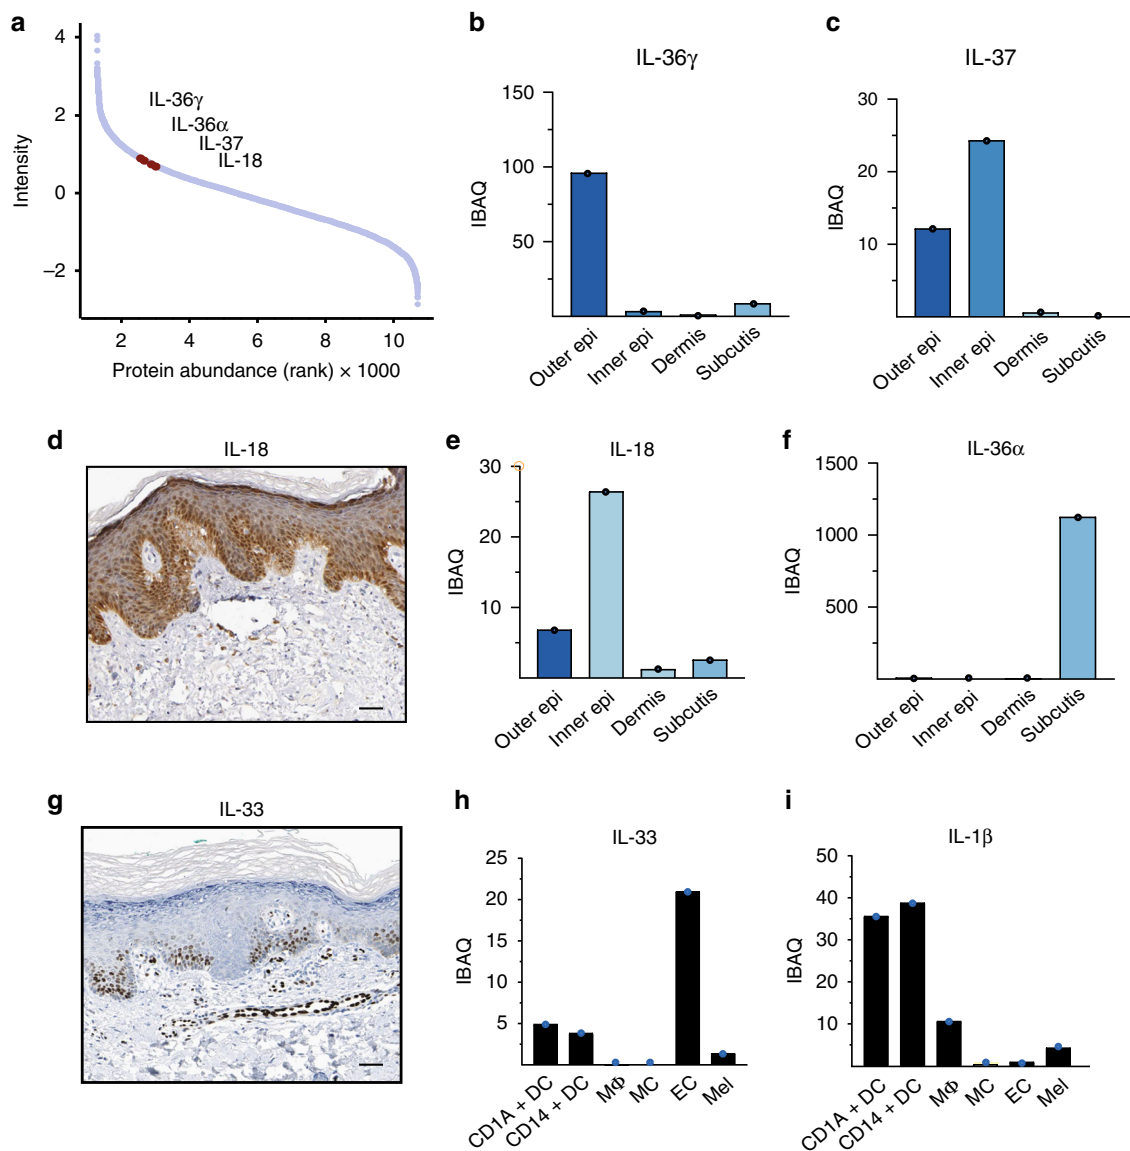 a
4
2
0
−2
Intensity
IL-36γ
IL-36α
IL-37
IL-18
2
4
6
8
10
Protein abundance (rank) × 1000
b
IL-36γ
150
100
50
IBAQ
Outer epi
Inner epi
Dermis
Subcutis
c
IL-37
30
20
10
IBAQ
Outer epi
Inner epi
Dermis
Subcutis
d
IL-18
e
IL-18
30
20
10
IBAQ
Outer epi
Inner epi
Dermis
Subcutis
f
IL-36α
1500
1000
500
IBAQ
Outer epi
Inner epi
Dermis
Subcutis
g
IL-33
h
IL-33
25
20
15
10
5
IBAQ
CD1A + DC
CD14 + DC
MΦ
MC
EC
Mel
i
IL-1β
50
40
30
20
10
IBAQ
CD1A + DC
CD14 + DC
MΦ
MC
EC
Mel